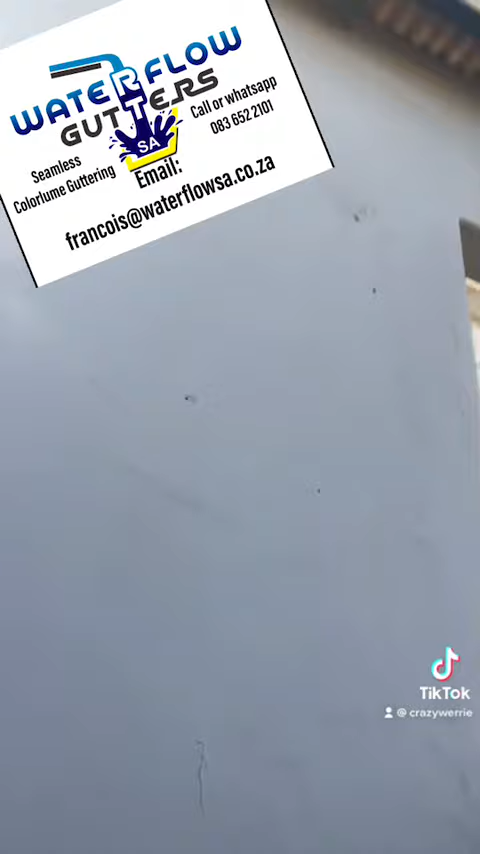 WATERFLOW
GUTTERS
SA
Call or whatsapp
083 652 2101
Seamless
Colorlume Guttering
Email:
francois@waterflowsa.co.za
TikTok
@crazywerrie